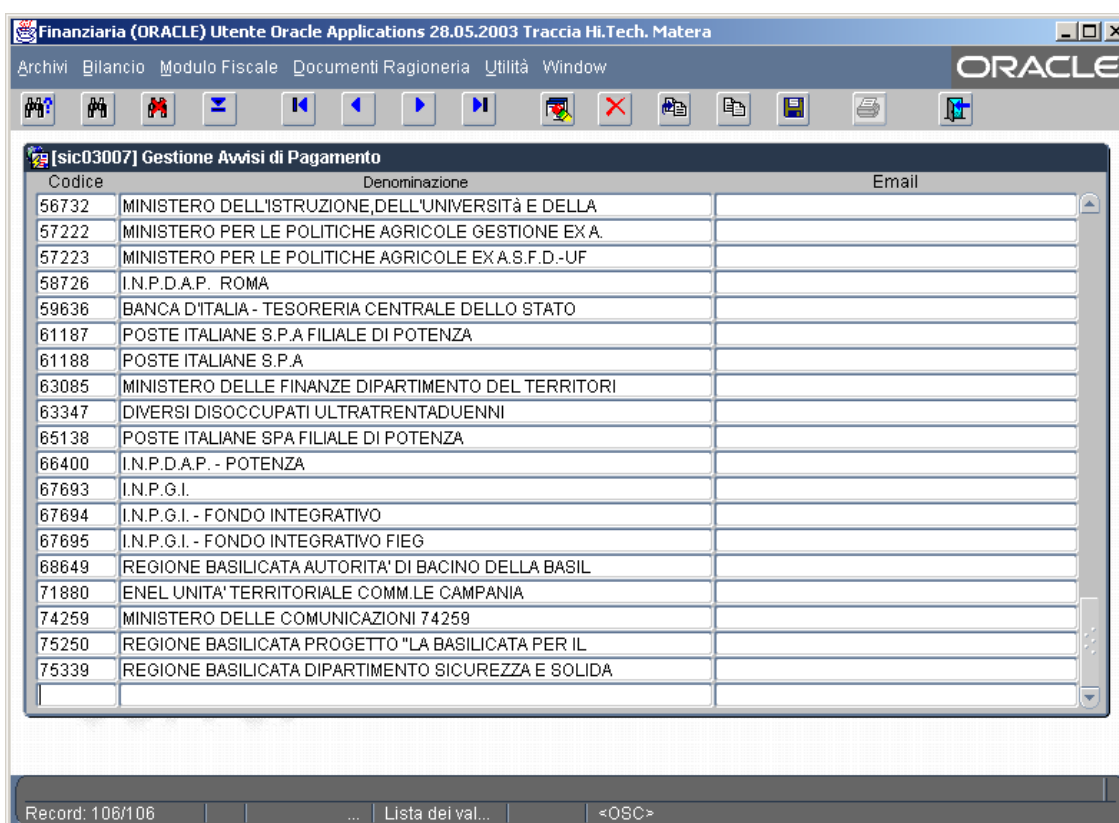 Finanziaria (ORACLE) Utente Oracle Applications 28.05.2003 Traccia Hi.Tech. Matera
Archivi Bilancio Modulo Fiscale Documenti Ragioneria Utilità Window
ORACLE
[sic03007] Gestione Avvisi di Pagamento
Codice Denominazione Email
56732 MINISTERO DELL'ISTRUZIONE,DELL'UNIVERSITà E DELLA
57222 MINISTERO PER LE POLITICHE AGRICOLE GESTIONE EX A.
57223 MINISTERO PER LE POLITICHE AGRICOLE EX A.S.F.D.-UF
58726 I.N.P.D.A.P. ROMA
59636 BANCA D'ITALIA - TESORERIA CENTRALE DELLO STATO
61187 POSTE ITALIANE S.P.A FILIALE DI POTENZA
61188 POSTE ITALIANE S.P.A
63085 MINISTERO DELLE FINANZE DIPARTIMENTO DEL TERRITORI
63347 DIVERSI DISOCCUPATI ULTRATRENTADUENNI
65138 POSTE ITALIANE SPA FILIALE DI POTENZA
66400 I.N.P.D.A.P. - POTENZA
67693 I.N.P.G.I.
67694 I.N.P.G.I. - FONDO INTEGRATIVO
67695 I.N.P.G.I. - FONDO INTEGRATIVO FIEG
68649 REGIONE BASILICATA AUTORITA' DI BACINO DELLA BASIL
71880 ENEL UNITA' TERRITORIALE COMM.LE CAMPANIA
74259 MINISTERO DELLE COMUNICAZIONI 74259
75250 REGIONE BASILICATA PROGETTO "LA BASILICATA PER IL
75339 REGIONE BASILICATA DIPARTIMENTO SICUREZZA E SOLIDA
Record: 106/106 ... Lista dei val... <OSC>